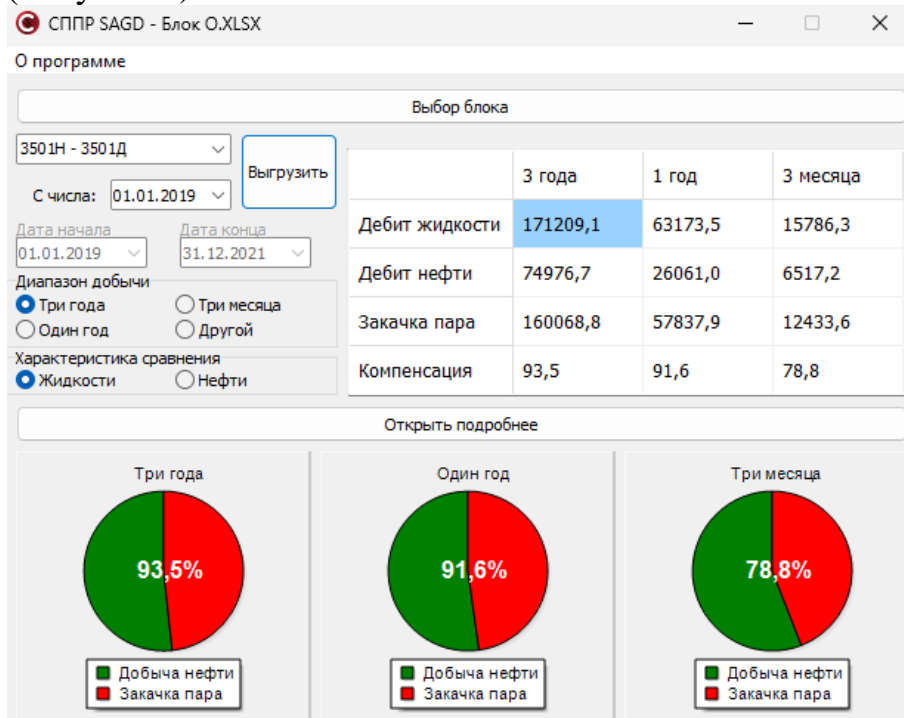 СППР SAGD - Блок O.XLSX
О программе
Выбор блока
3501Н - 3501Д
Выгрузить
С числа: 01.01.2019
Дата начала Дата конца
01.01.2019 31.12.2021
Диапазон добычи
Три года Три месяца
Один год Другой
Характеристика сравнения
Жидкости Нефти
3 года 1 год 3 месяца
Дебит жидкости 171209,1 63173,5 15786,3
Дебит нефти 74976,7 26061,0 6517,2
Закачка пара 160068,8 57837,9 12433,6
Компенсация 93,5 91,6 78,8
Открыть подробнее
Три года
93,5%
Добыча нефти
Закачка пара
Один год
91,6%
Добыча нефти
Закачка пара
Три месяца
78,8%
Добыча нефти
Закачка пара